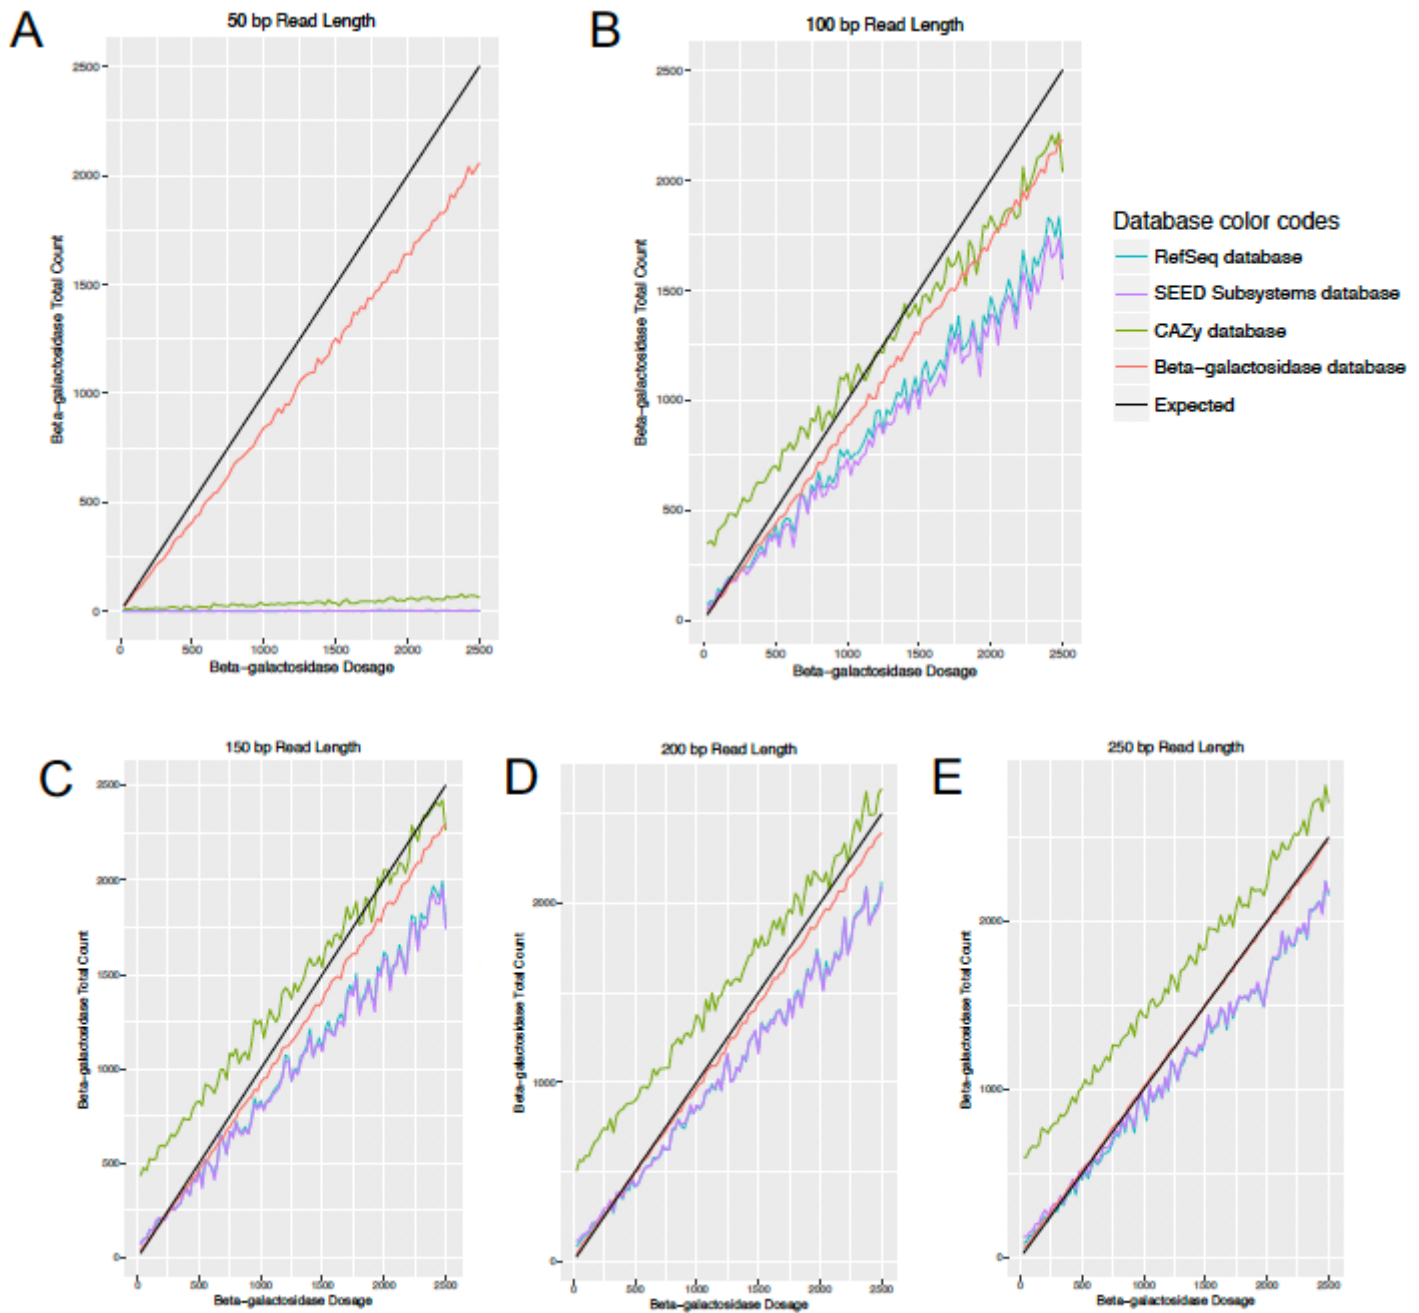 A
50 bp Read Length
2500
2000
1500
1000
500
0
Beta-galactosidase Total Count
0 500 1000 1500 2000 2500
Beta-galactosidase Dosage
B
100 bp Read Length
2500
2000
1500
1000
500
0
Beta-galactosidase Total Count
0 500 1000 1500 2000 2500
Beta-galactosidase Dosage
Database color codes
RefSeq database
SEED Subsystems database
CAZy database
Beta-galactosidase database
Expected
C
150 bp Read Length
2500
2000
1500
1000
500
0
Beta-galactosidase Total Count
0 500 1000 1500 2000 2500
Beta-galactosidase Dosage
D
200 bp Read Length
2000
1000
0
Beta-galactosidase Total Count
0 500 1000 1500 2000 2500
Beta-galactosidase Dosage
E
250 bp Read Length
2000
1000
0
Beta-galactosidase Total Count
0 500 1000 1500 2000 2500
Beta-galactosidase Dosage